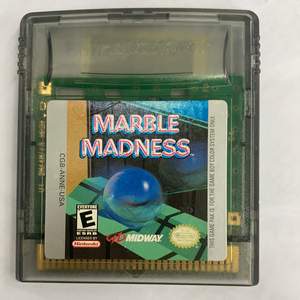 MARBLE
MADNESS™
CGB-ANNE-USA
EVERYONE
E
ESRB
LICENSED BY
Nintendo
MIDWAY
THIS GAME PAK IS FOR THE GAME BOY COLOR SYSTEM ONLY.